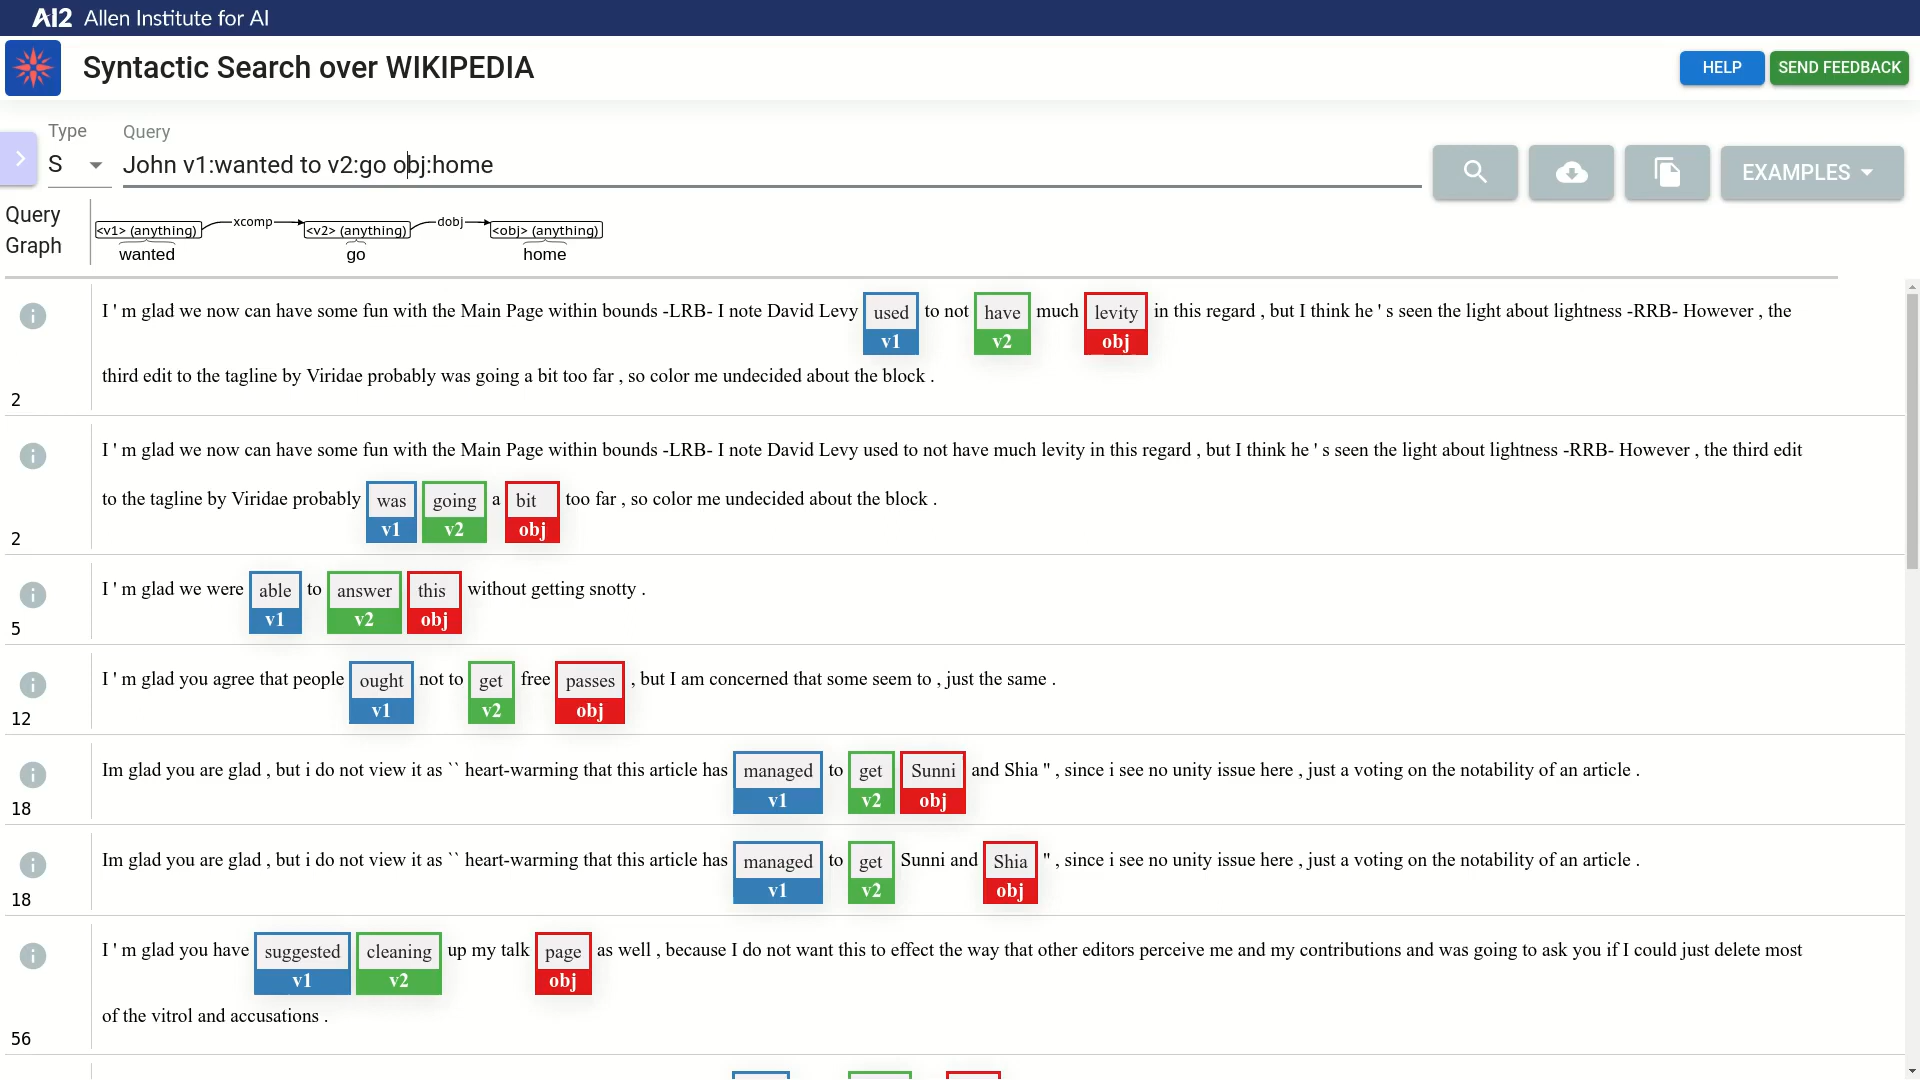 AI2 Allen Institute for AI
Syntactic Search over WIKIPEDIA
HELP
SEND FEEDBACK
Type
Query
S
John v1:wanted to v2:go obj:home
EXAMPLES
Query
Graph
<v1> (anything)
xcomp
<v2> (anything)
dobj
<obj> (anything)
wanted
go
home
I ' m glad we now can have some fun with the Main Page within bounds -LRB- I note David Levy used to not have much levity in this regard , but I think he ' s seen the light about lightness -RRB- However , the
v1 v2 obj
third edit to the tagline by Viridae probably was going a bit too far , so color me undecided about the block .
2
I ' m glad we now can have some fun with the Main Page within bounds -LRB- I note David Levy used to not have much levity in this regard , but I think he ' s seen the light about lightness -RRB- However , the third edit
to the tagline by Viridae probably was going a bit too far , so color me undecided about the block .
v1 v2 obj
2
I ' m glad we were able to answer this without getting snotty .
v1 v2 obj
5
I ' m glad you agree that people ought not to get free passes , but I am concerned that some seem to , just the same .
v1 v2 obj
12
Im glad you are glad , but i do not view it as `` heart-warming that this article has managed to get Sunni and Shia " , since i see no unity issue here , just a voting on the notability of an article .
v1 v2 obj
18
Im glad you are glad , but i do not view it as `` heart-warming that this article has managed to get Sunni and Shia " , since i see no unity issue here , just a voting on the notability of an article .
v1 v2 obj
18
I ' m glad you have suggested cleaning up my talk page as well , because I do not want this to effect the way that other editors perceive me and my contributions and was going to ask you if I could just delete most
v1 v2 obj
of the vitrol and accusations .
56